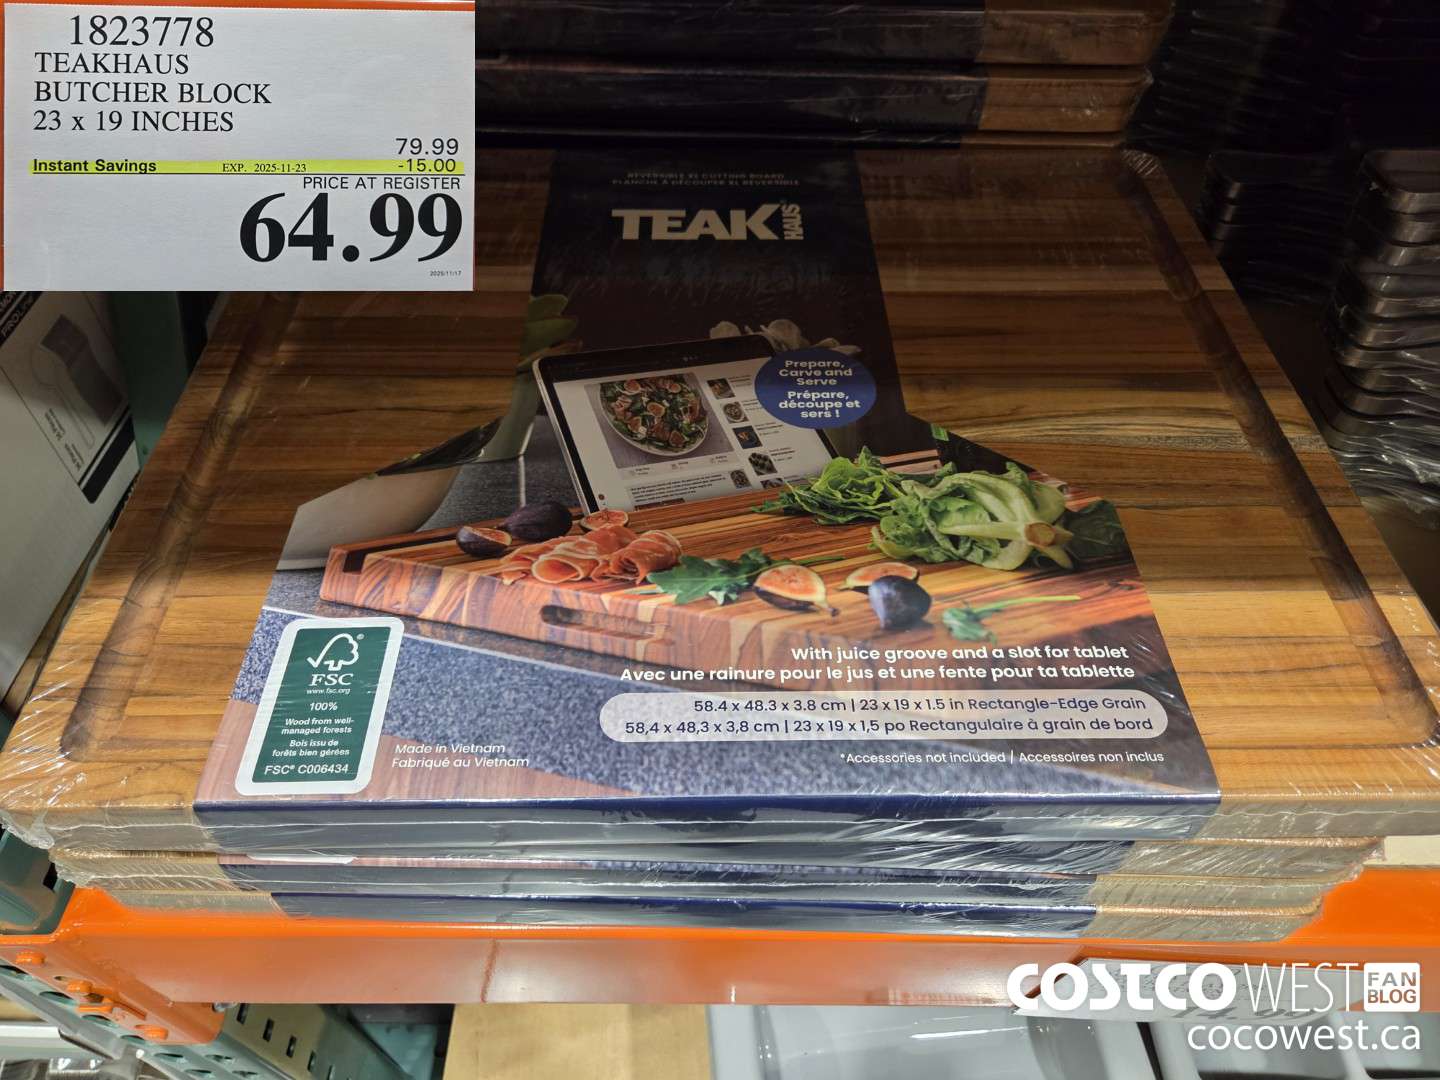 1823778
TEAKHAUS
BUTCHER BLOCK
23 x 19 INCHES
79.99
Instant Savings EXP. 2025-11-23 -15.00
PRICE AT REGISTER
64.99
2025/11/17
REVERSIBLE XL CUTTING BOARD
PLANCHE À DÉCOUPER XL RÉVERSIBLE
TEAK HAUS
Prepare,
Carve and
Serve
Prépare,
découpe et
sers !
With juice groove and a slot for tablet
Avec une rainure pour le jus et une fente pour ta tablette
58.4 x 48.3 x 3.8 cm | 23 x 19 x 1.5 in Rectangle-Edge Grain
58,4 x 48,3 x 3,8 cm | 23 x 19 x 1,5 po Rectangulaire à grain de bord
*Accessories not included | Accessoires non inclus
FSC
www.fsc.org
100%
Wood from well-
managed forests
Bois issu de
forêts bien gérées
FSC® C006434
Made in Vietnam
Fabriqué au Vietnam
COSTCO WEST FAN BLOG
cocowest.ca